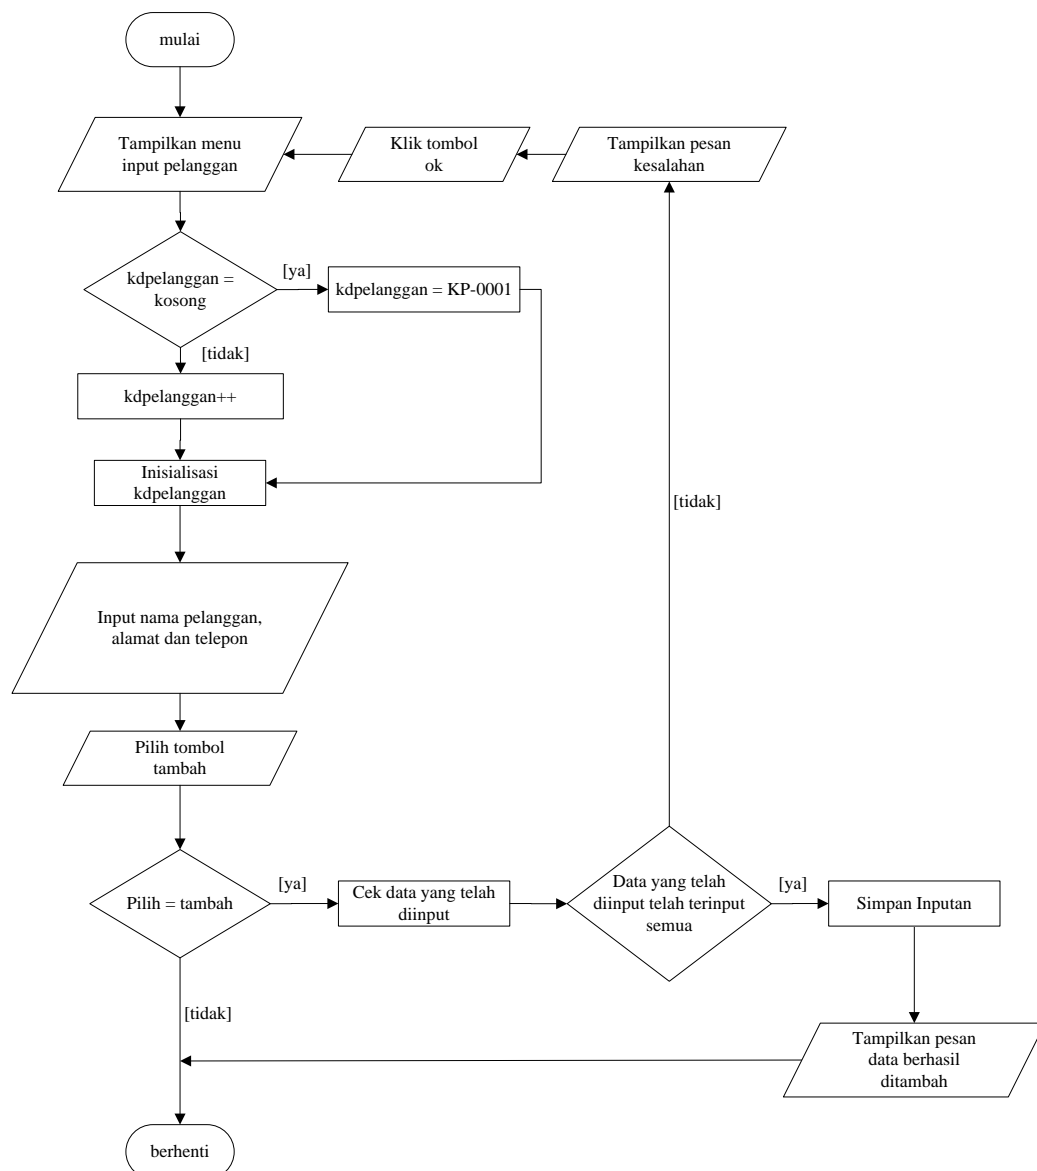 mulai
Tampilkan menu
input pelanggan
Klik tombol
ok
Tampilkan pesan
kesalahan
kdpelanggan =
kosong
[ya]
kdpelanggan = KP-0001
[tidak]
kdpelanggan++
Inisialisasi
kdpelanggan
[tidak]
Input nama pelanggan,
alamat dan telepon
Pilih tombol
tambah
Pilih = tambah
[ya]
Cek data yang telah
diinput
Data yang telah
diinput telah terinput
semua
[ya]
Simpan Inputan
[tidak]
Tampilkan pesan
data berhasil
ditambah
berhenti